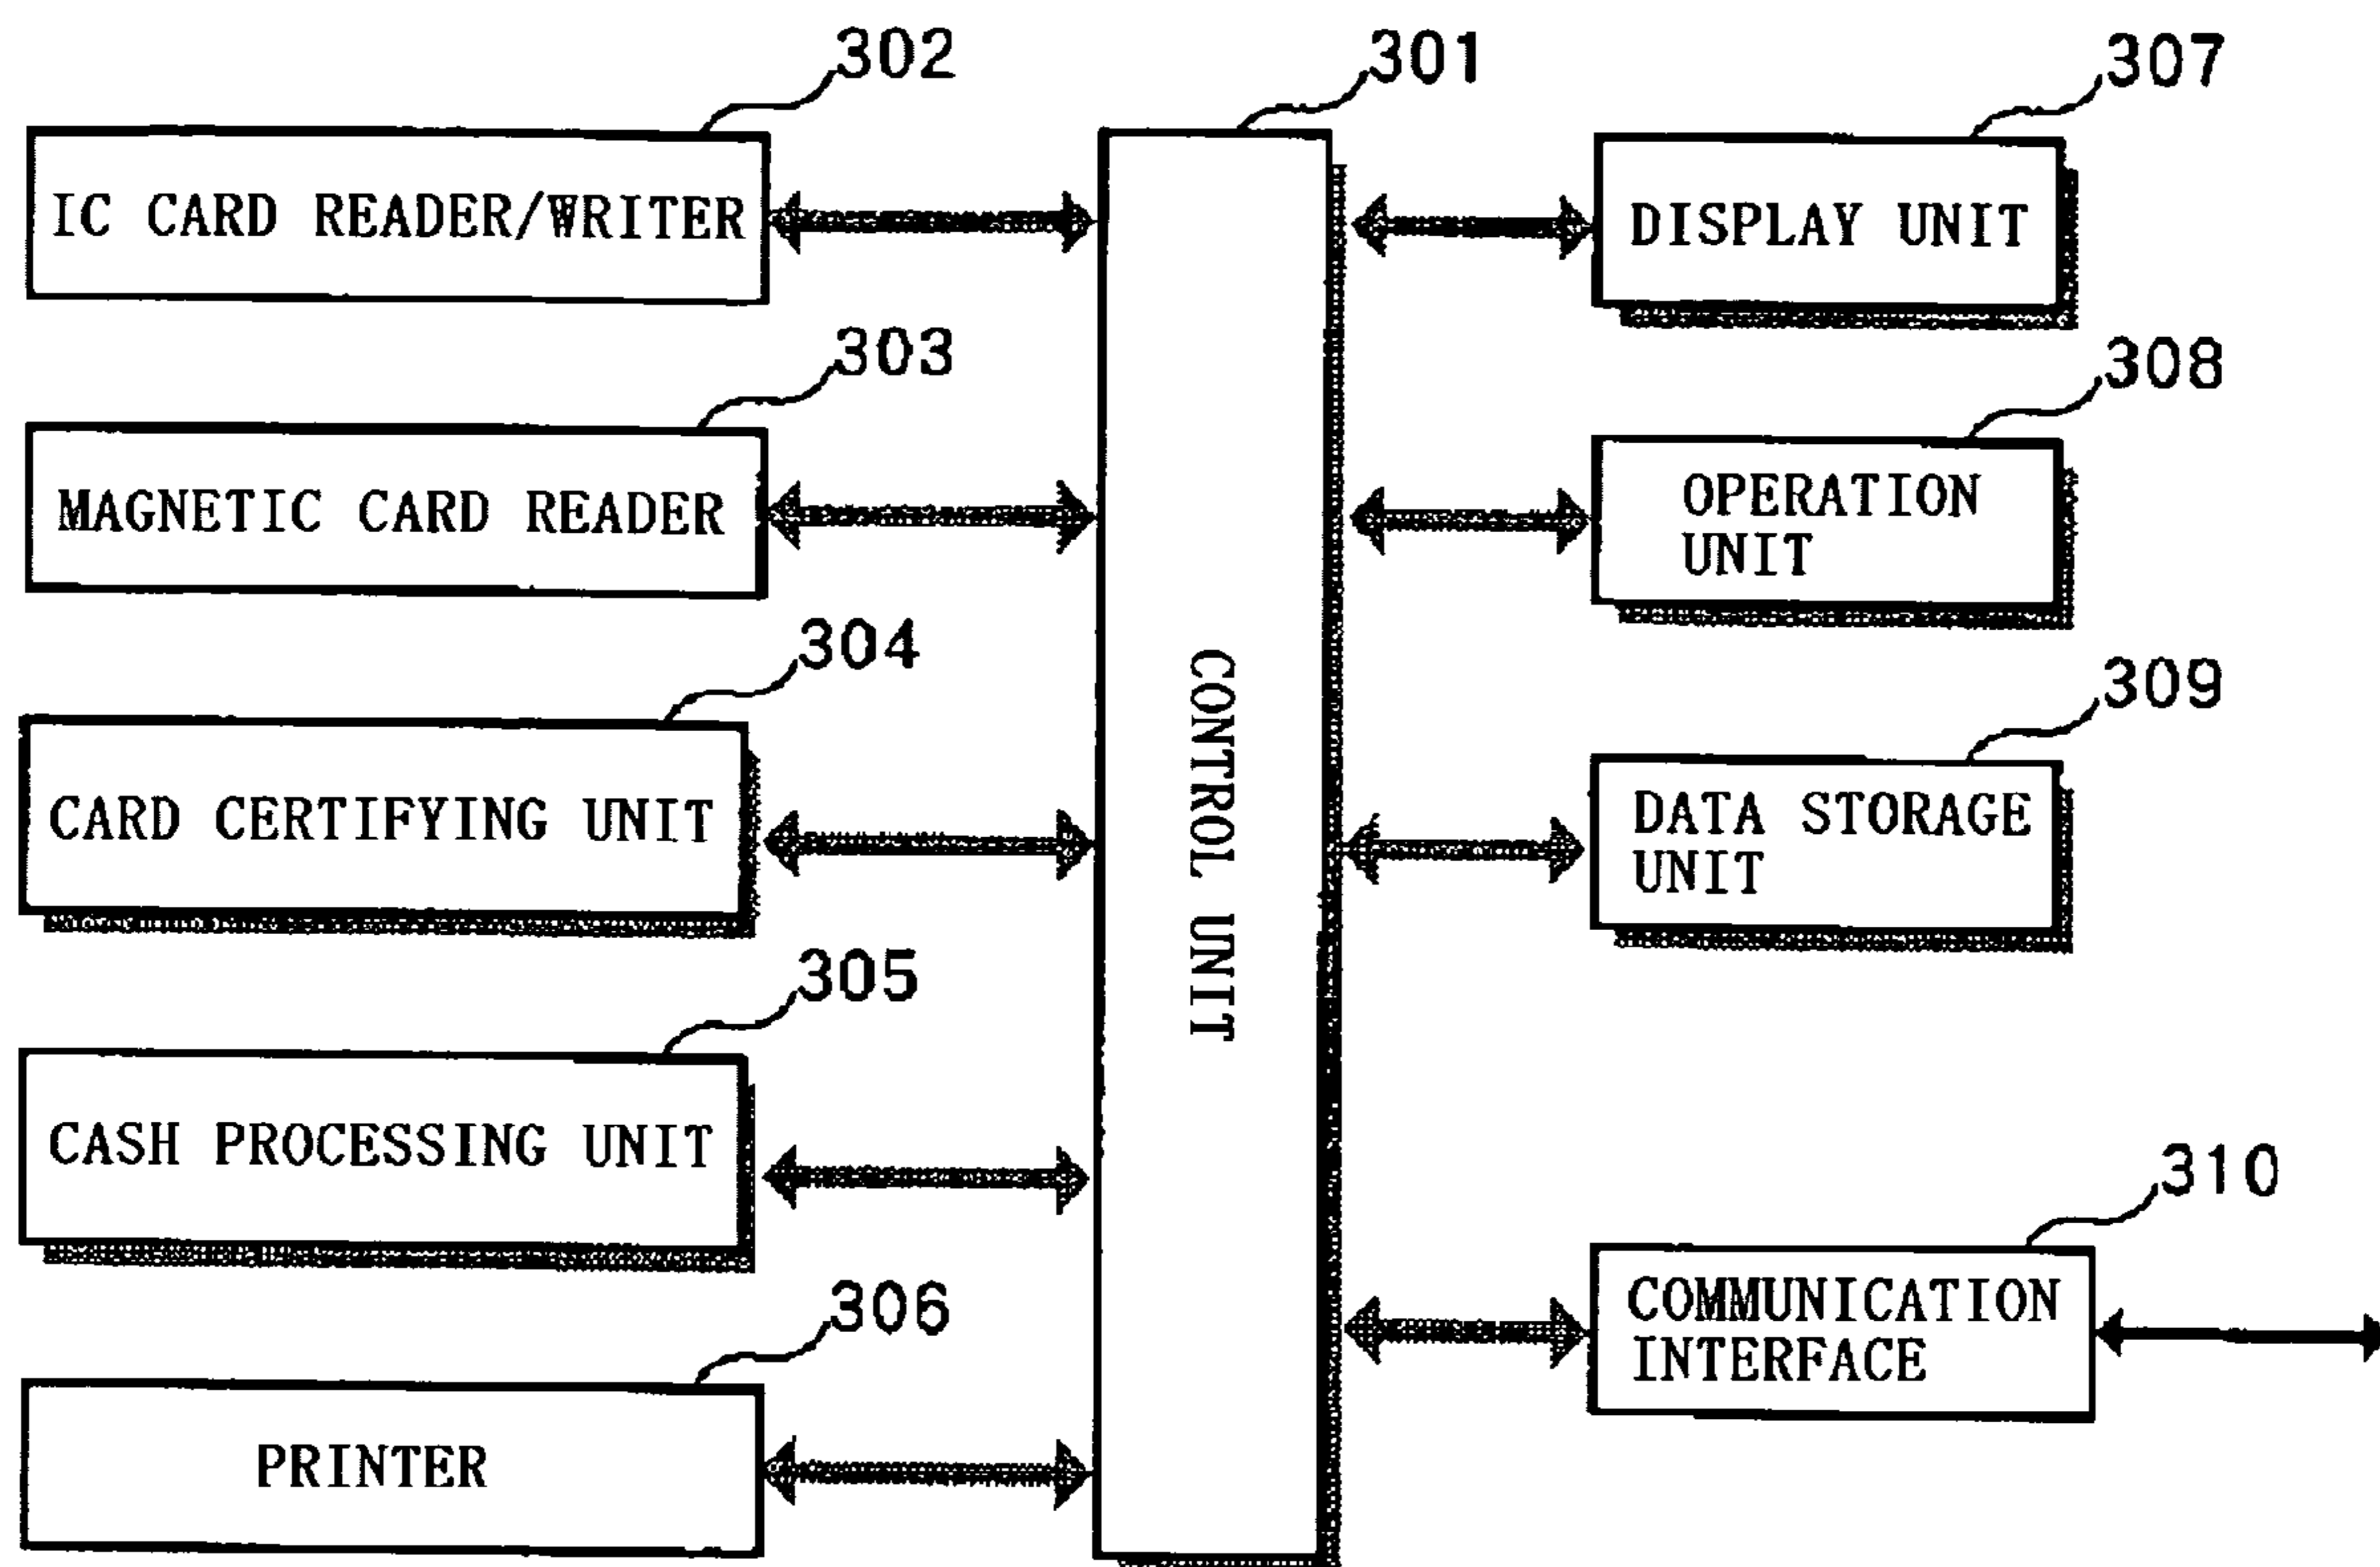 302
IC CARD READER/WRITER
303
MAGNETIC CARD READER
304
CARD CERTIFYING UNIT
305
CASH PROCESSING UNIT
306
PRINTER
301
CONTROL UNIT
307
DISPLAY UNIT
308
OPERATION
UNIT
309
DATA STORAGE
UNIT
310
COMMUNICATION
INTERFACE